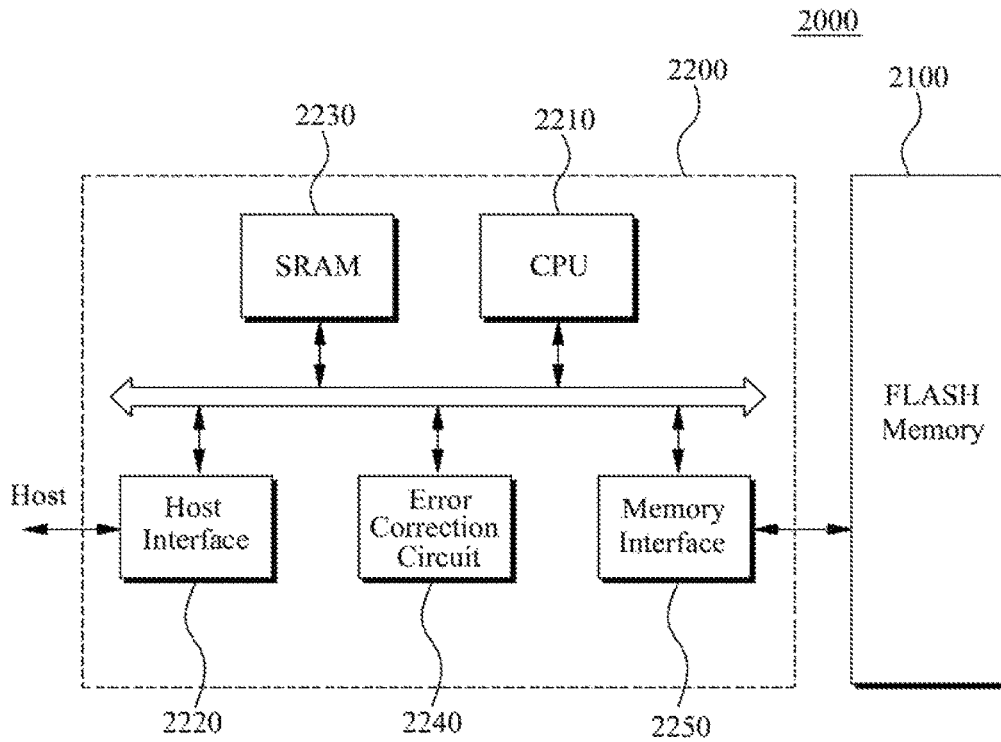 2000
2200
2100
2230
2210
SRAM
CPU
FLASH
Memory
Host
Host
Interface
Error
Correction
Circuit
Memory
Interface
2220
2240
2250